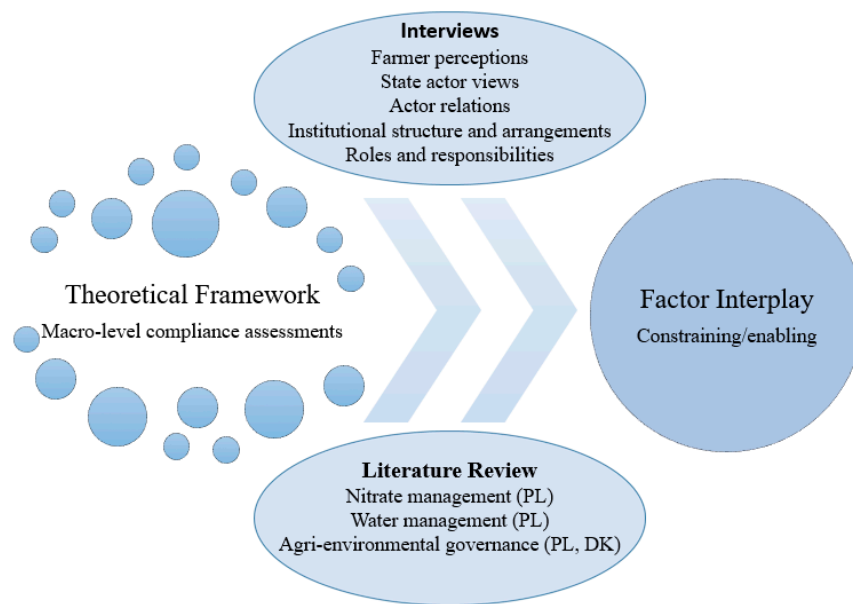 Interviews
Farmer perceptions
State actor views
Actor relations
Institutional structure and arrangements
Roles and responsibilities
Theoretical Framework
Macro-level compliance assessments
Factor Interplay
Constraining/enabling
Literature Review
Nitrate management (PL)
Water management (PL)
Agri-environmental governance (PL, DK)